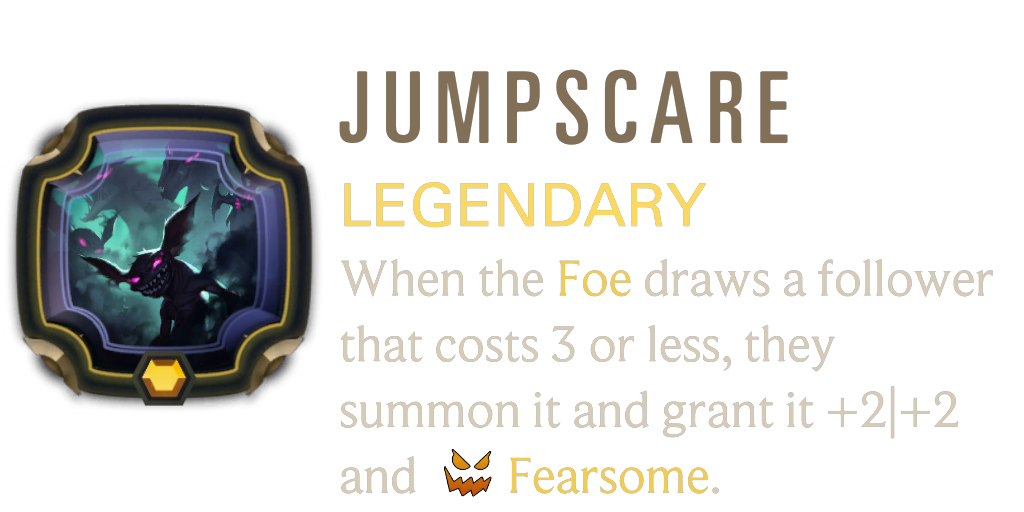 JUMPSCARE
LEGENDARY
When the Foe draws a follower
that costs 3 or less, they
summon it and grant it +2|+2
and Fearsome.